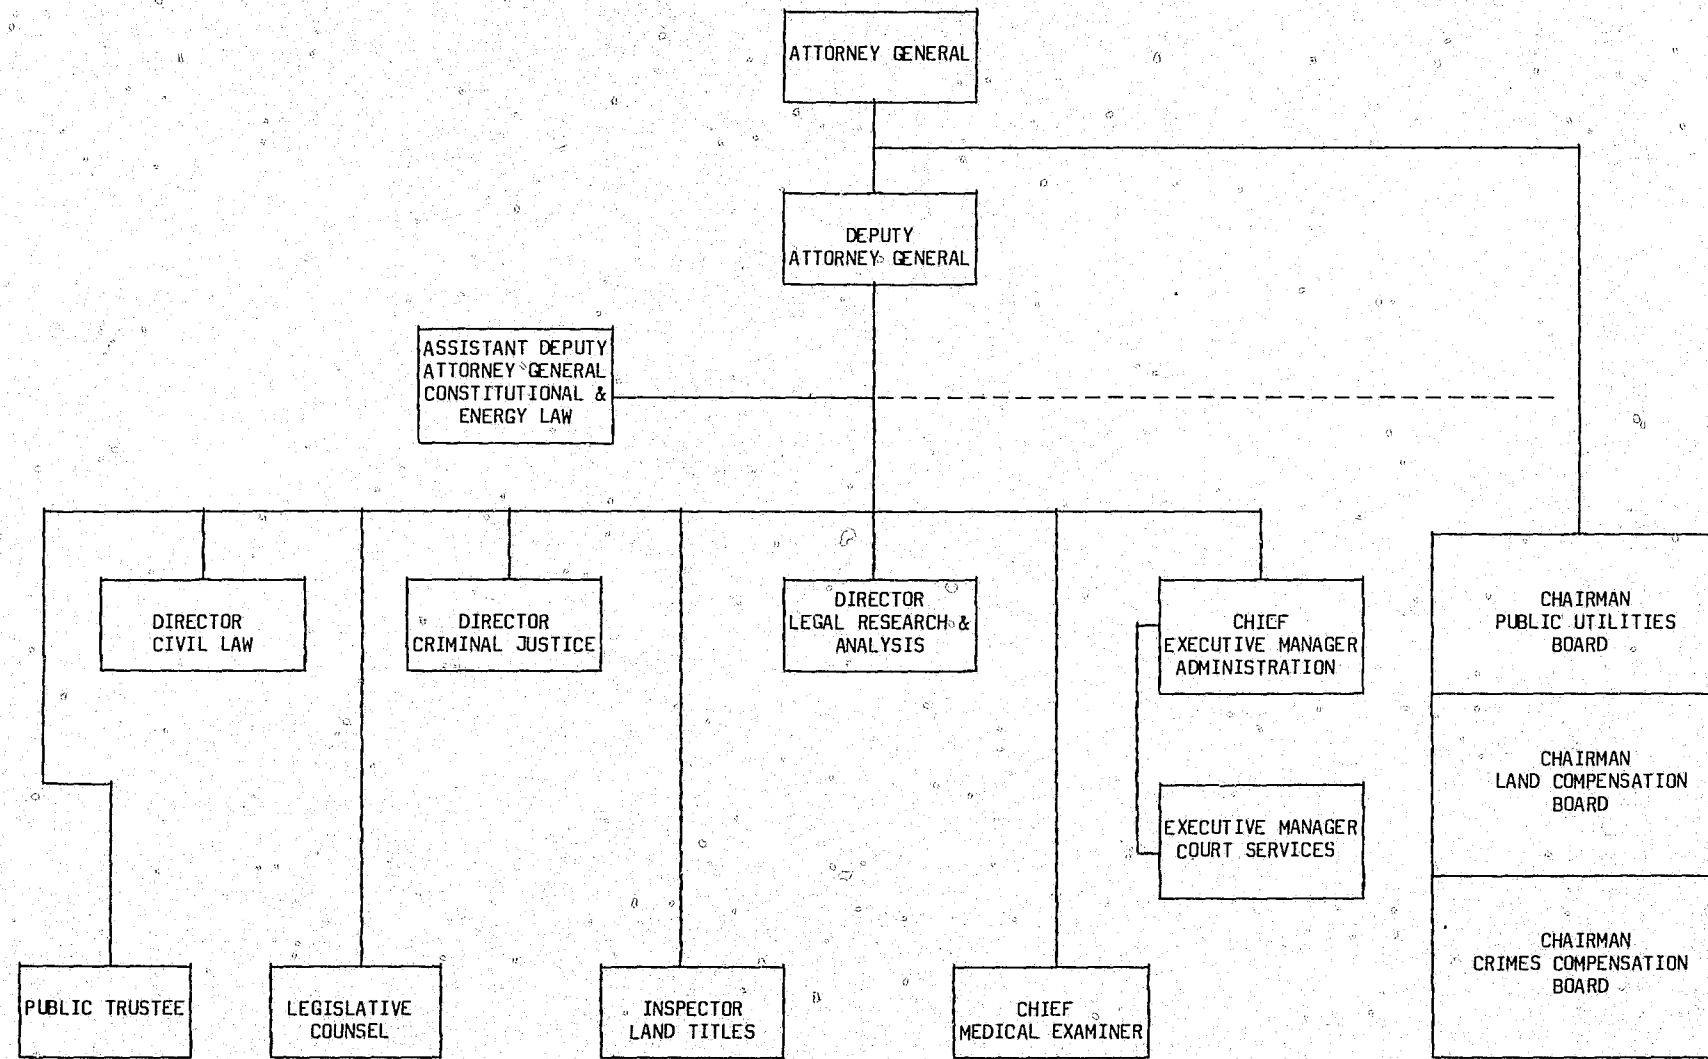 ATTORNEY GENERAL
DEPUTY
ATTORNEY GENERAL
ASSISTANT DEPUTY
ATTORNEY GENERAL
CONSTITUTIONAL &
ENERGY LAW
DIRECTOR
CIVIL LAW
DIRECTOR
CRIMINAL JUSTICE
DIRECTOR
LEGAL RESEARCH &
ANALYSIS
CHIEF
EXECUTIVE MANAGER
ADMINISTRATION
CHAIRMAN
PUBLIC UTILITIES
BOARD
EXECUTIVE MANAGER
COURT SERVICES
CHAIRMAN
LAND COMPENSATION
BOARD
PUBLIC TRUSTEE
LEGISLATIVE
COUNSEL
INSPECTOR
LAND TITLES
CHIEF
MEDICAL EXAMINER
CHAIRMAN
CRIMES COMPENSATION
BOARD